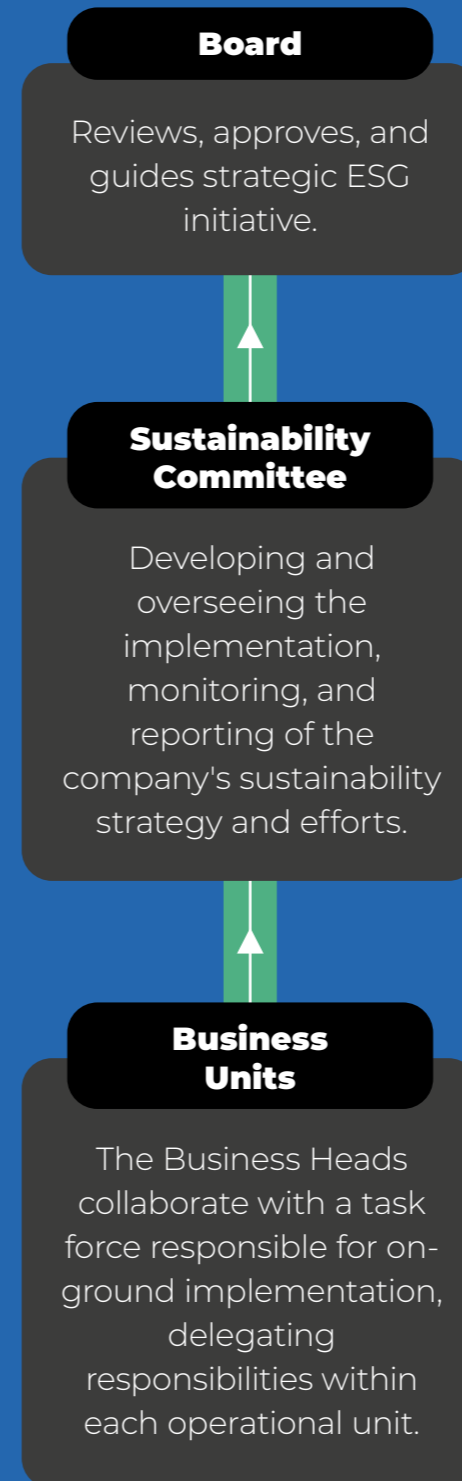 Board
Reviews, approves, and
guides strategic ESG
initiative.
Sustainability
Committee
Developing and
overseeing the
implementation,
monitoring, and
reporting of the
company's sustainability
strategy and efforts.
Business
Units
The Business Heads
collaborate with a task
force responsible for on-
ground implementation,
delegating
responsibilities within
each operational unit.